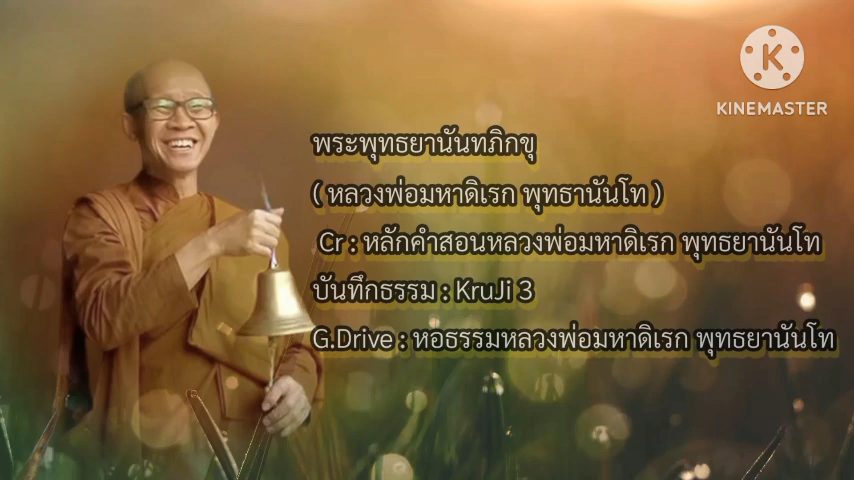 KINEMASTER
พระพุทธยานันทภิกขุ
( หลวงพ่อมหาดิเรก พุทธานันโท )
Cr : หลักคำสอนหลวงพ่อมหาดิเรก พุทธยานันโท
บันทึกธรรม : KruJi 3
G.Drive : หอธรรมหลวงพ่อมหาดิเรก พุทธยานันโท